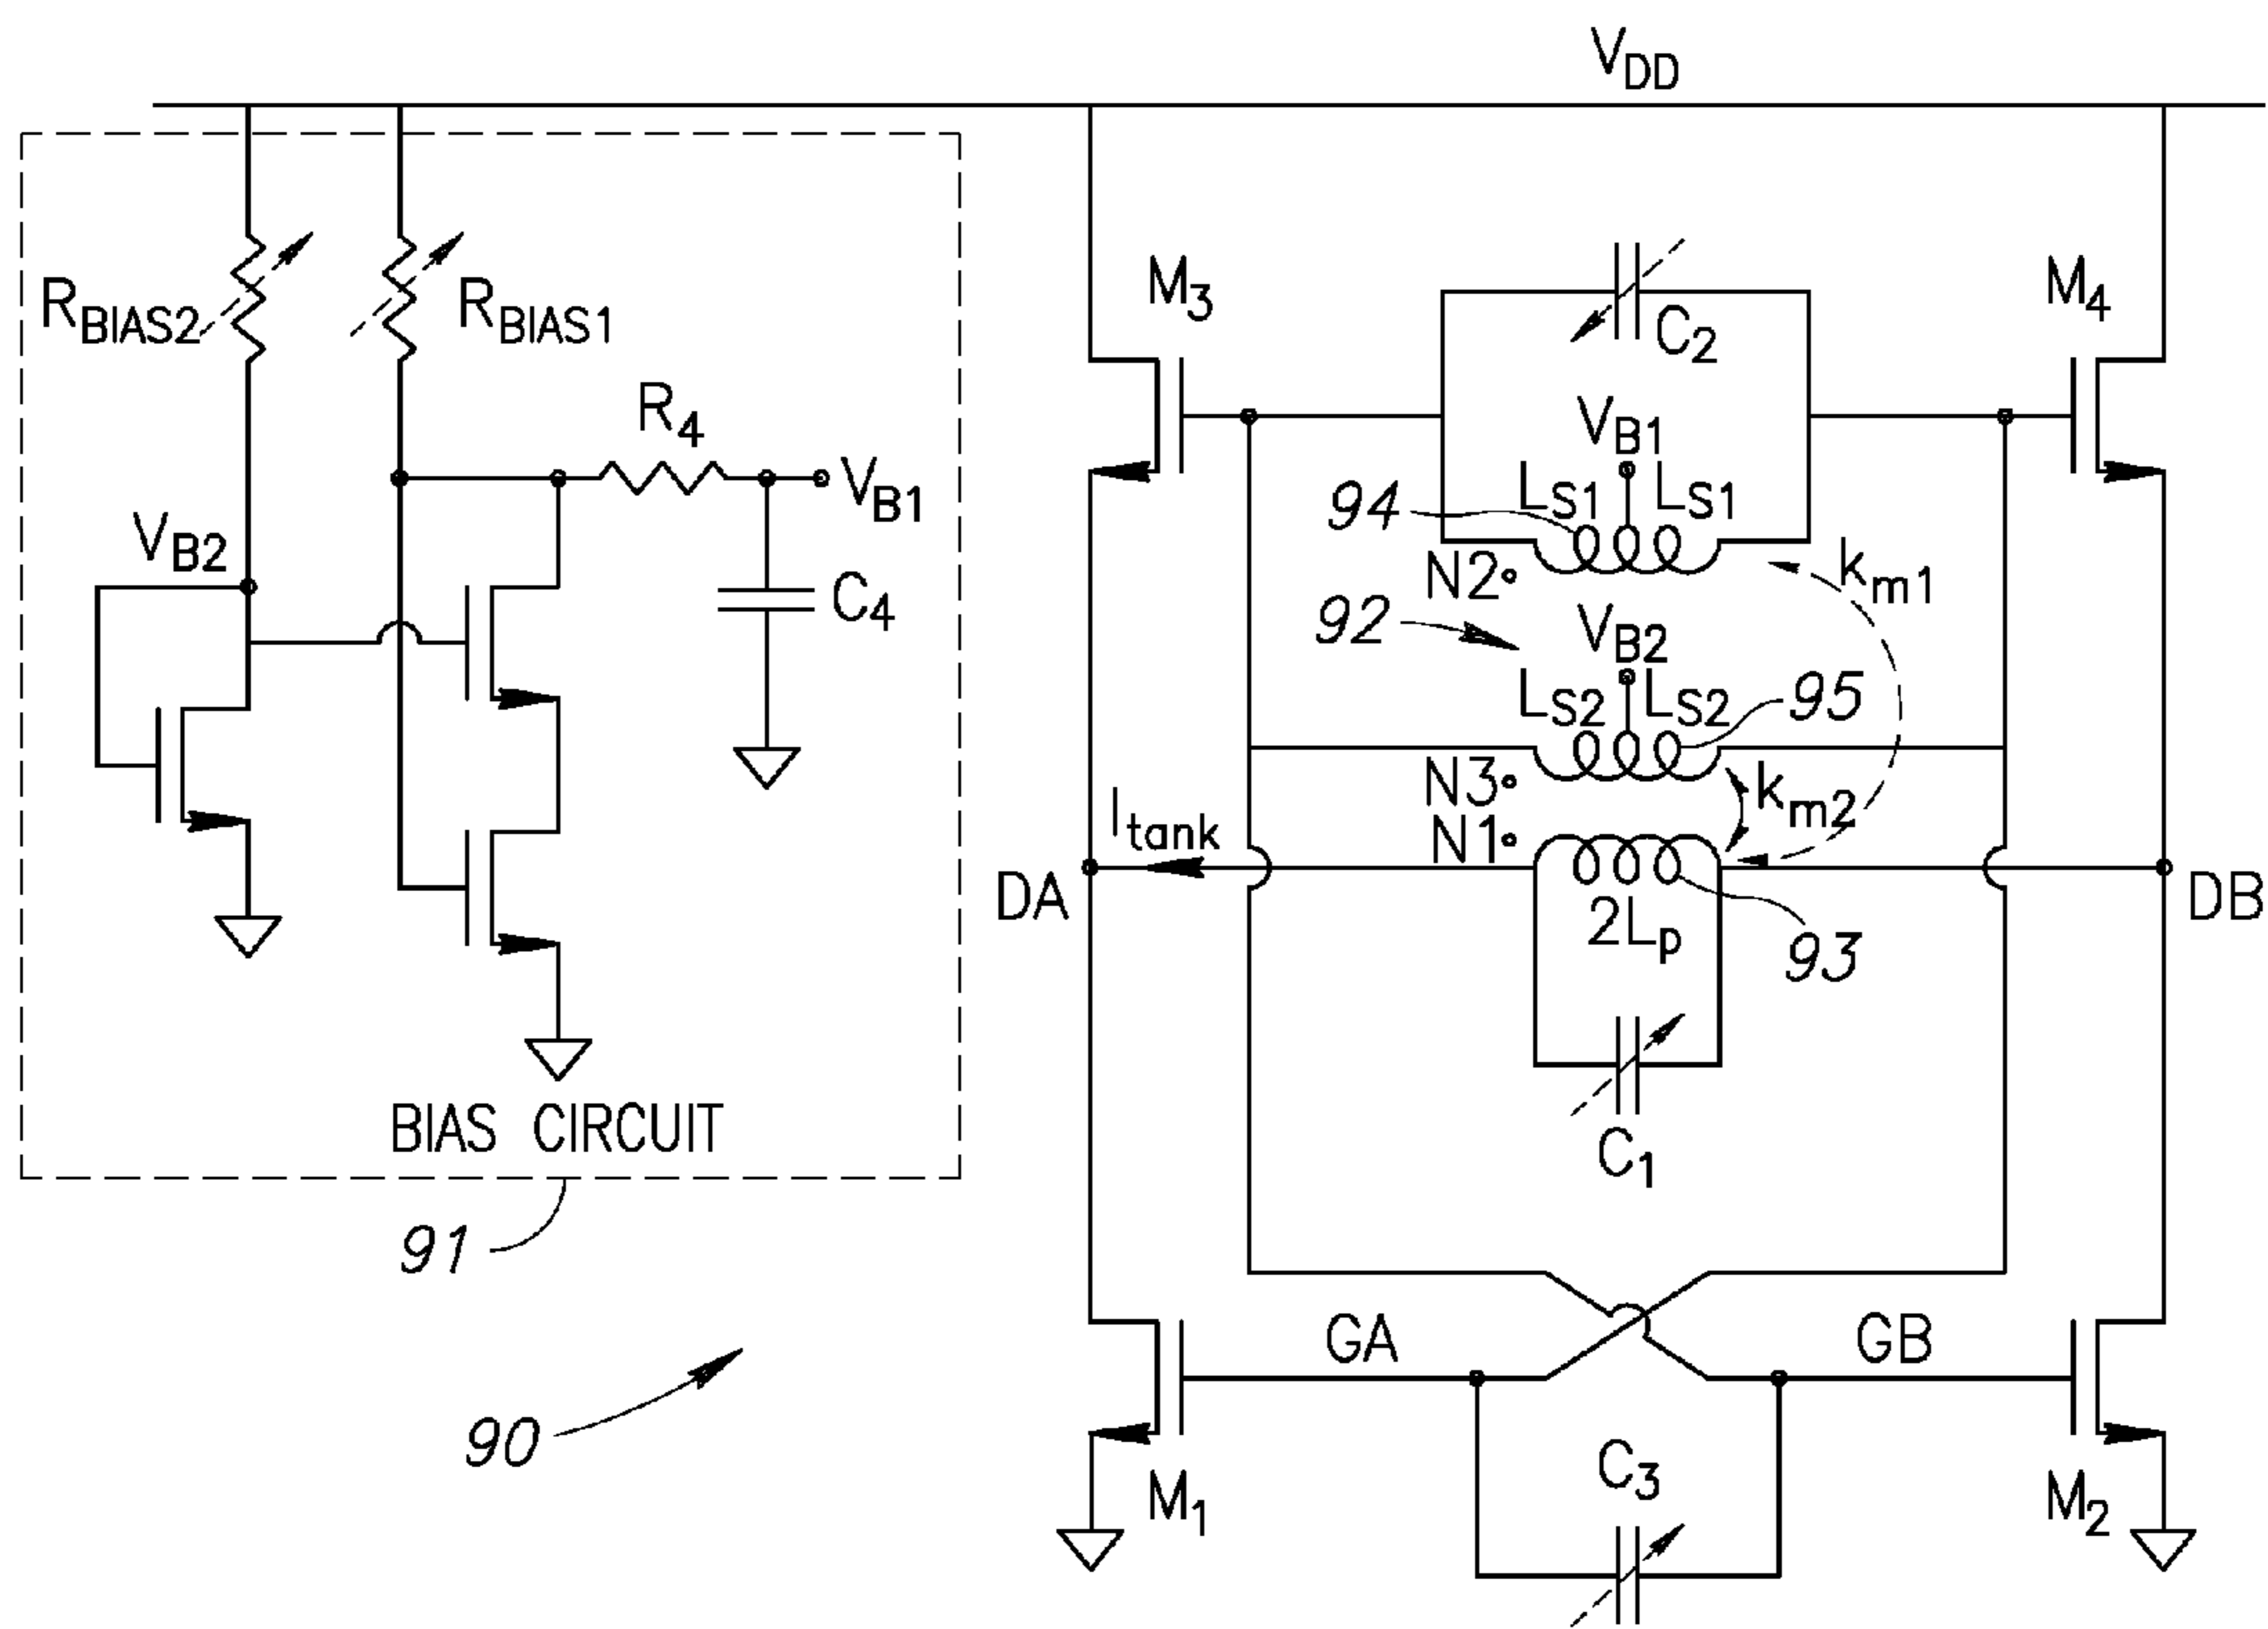 VDD
RBIAS2
RBIAS1
M3
M4
C2
R4
VB1
VB1
LS1
LS1
94
N2
km1
VB2
C4
92
VB2
LS2
LS2
95
N3
km2
Itank
N1
DA
DB
2Lp
93
C1
BIAS CIRCUIT
91
GA
GB
90
C3
M1
M2